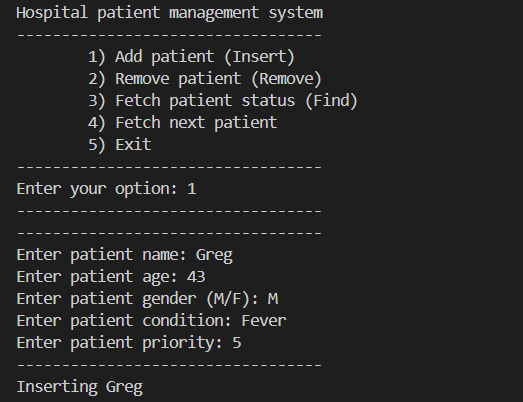 Hospital patient management system
----------------------------------
1) Add patient (Insert)
2) Remove patient (Remove)
3) Fetch patient status (Find)
4) Fetch next patient
5) Exit
----------------------------------
Enter your option: 1
----------------------------------
----------------------------------
Enter patient name: Greg
Enter patient age: 43
Enter patient gender (M/F): M
Enter patient condition: Fever
Enter patient priority: 5
----------------------------------
Inserting Greg